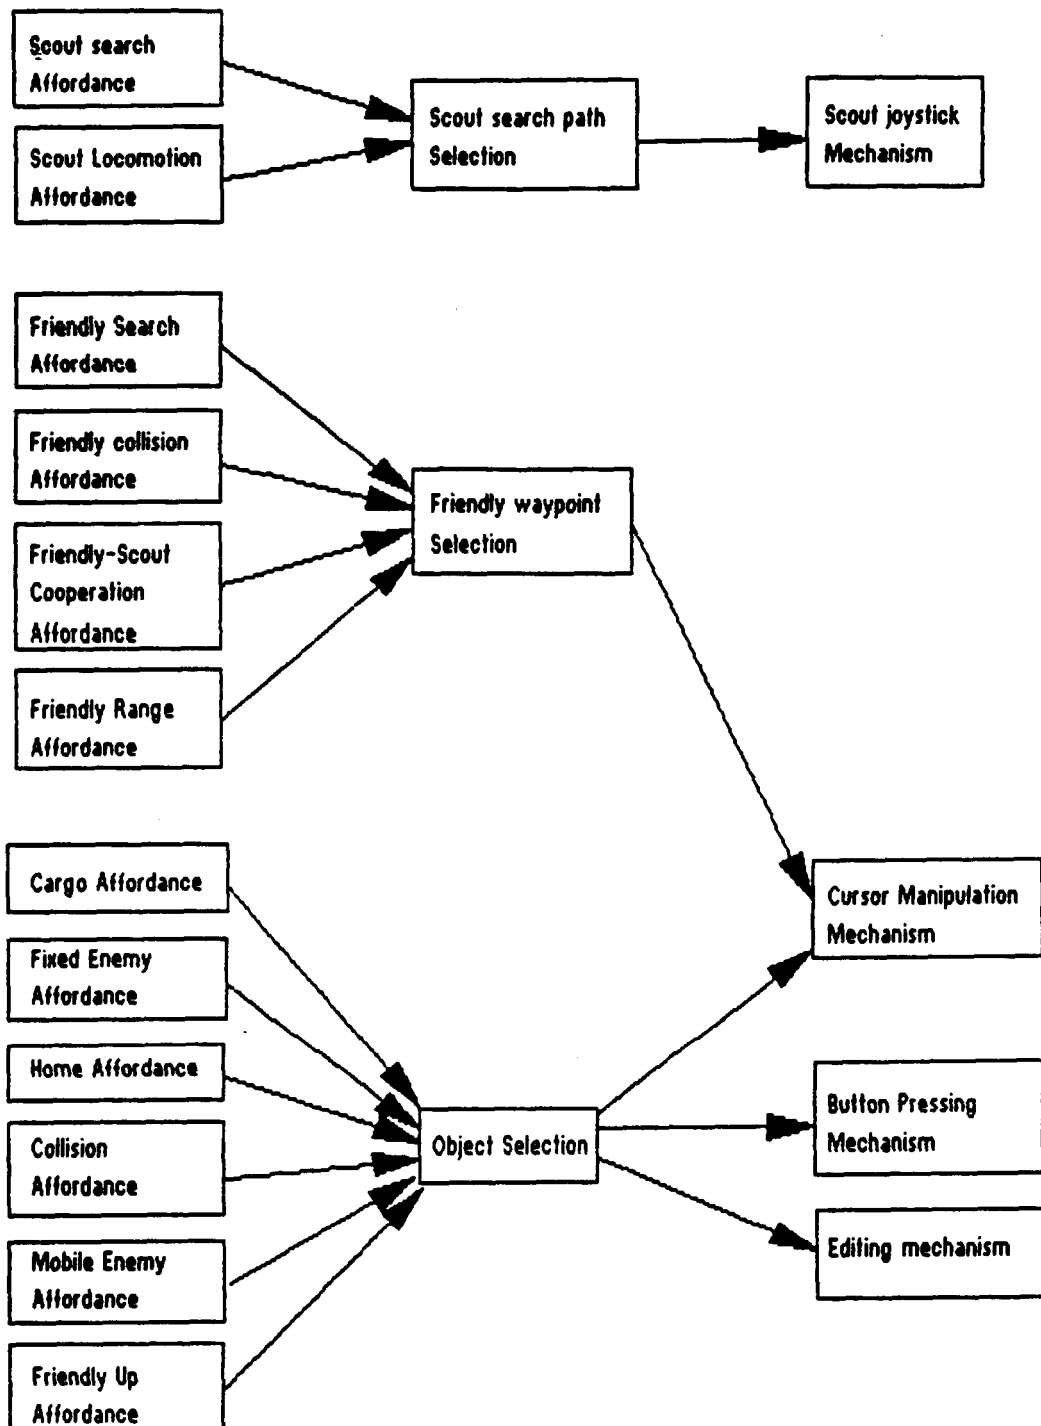 Scout search
Affordance
Scout Locomotion
Affordance
Scout search path
Selection
Scout joystick
Mechanism
Friendly Search
Affordance
Friendly collision
Affordance
Friendly-Scout
Cooperation
Affordance
Friendly Range
Affordance
Friendly waypoint
Selection
Cargo Affordance
Fixed Enemy
Affordance
Home Affordance
Collision
Affordance
Mobile Enemy
Affordance
Friendly Up
Affordance
Object Selection
Cursor Manipulation
Mechanism
Button Pressing
Mechanism
Editing mechanism